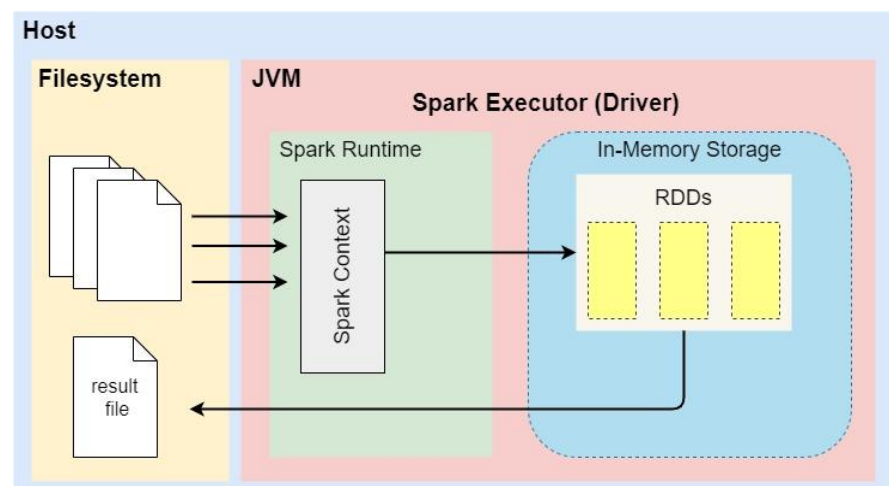 Host
Filesystem
JVM
Spark Executor (Driver)
Spark Runtime
In-Memory Storage
RDDs
Spark Context
result
file